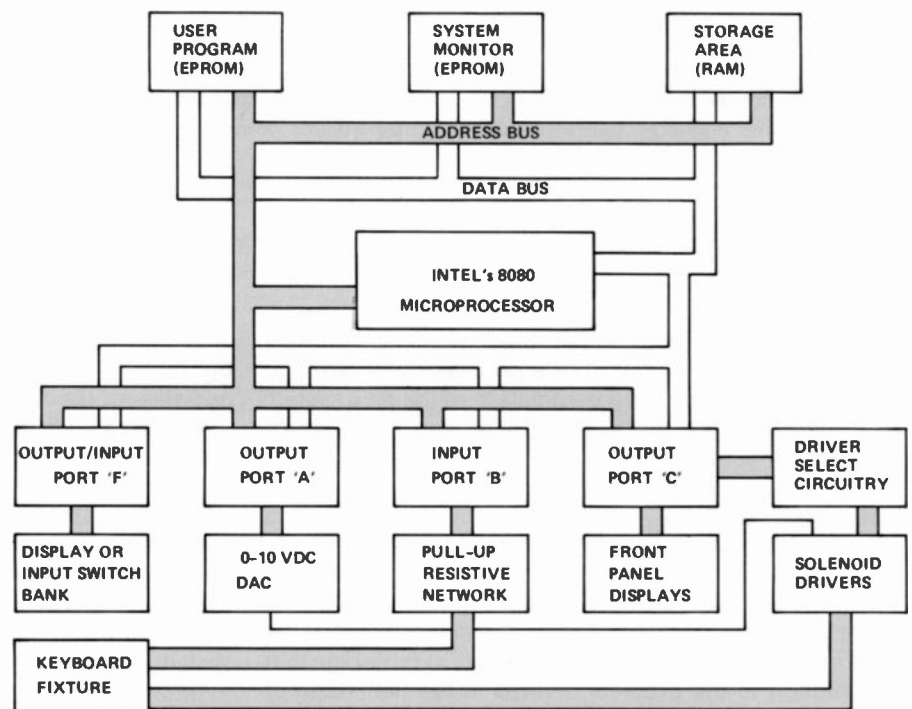 USER
PROGRAM
(EPROM)
SYSTEM
MONITOR
(EPROM)
STORAGE
AREA
(RAM)
ADDRESS BUS
DATA BUS
INTEL's 8080
MICROPROCESSOR
OUTPUT/INPUT
PORT 'F'
OUTPUT
PORT 'A'
INPUT
PORT 'B'
OUTPUT
PORT 'C'
DRIVER
SELECT
CIRCUITRY
DISPLAY OR
INPUT SWITCH
BANK
0-10 VDC
DAC
PULL-UP
RESISTIVE
NETWORK
FRONT
PANEL
DISPLAYS
SOLENOID
DRIVERS
KEYBOARD
FIXTURE